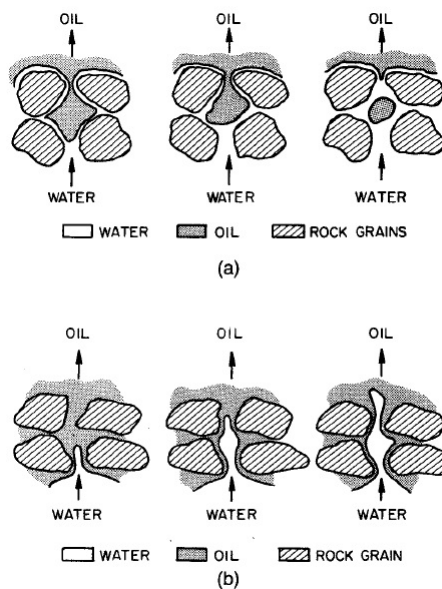 OIL OIL OIL
WATER WATER WATER
WATER OIL ROCK GRAINS
(a)
OIL OIL OIL
WATER WATER WATER
WATER OIL ROCK GRAIN
(b)